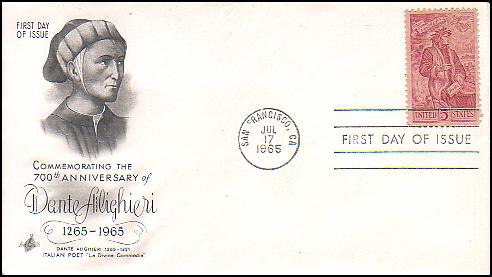 FIRST DAY
OF ISSUE
COMMEMORATING THE
700th ANNIVERSARY of
Dante Alighieri
1265-1965
DANTE ALIGHIERI 1265-1321
ITALIAN POET "La Divine Commedia"
SAN FRANCISCO, CA
JUL
17
1965
UNITED 5¢ STATES
FIRST DAY OF ISSUE